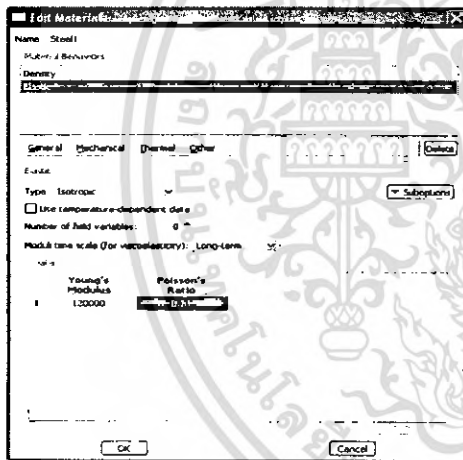 Edit Material
Name Steel1
Material Behaviors
Density
Elastic
General Mechanical Thermal Other Delete
Elastic
Type Isotropic Suboptions
Use temperature-dependent data
Number of field variables: 0
Moduli time scale (for viscoelasticity): Long-term
Data
Young's Poisson's
Modulus Ratio
1 120000
OK Cancel